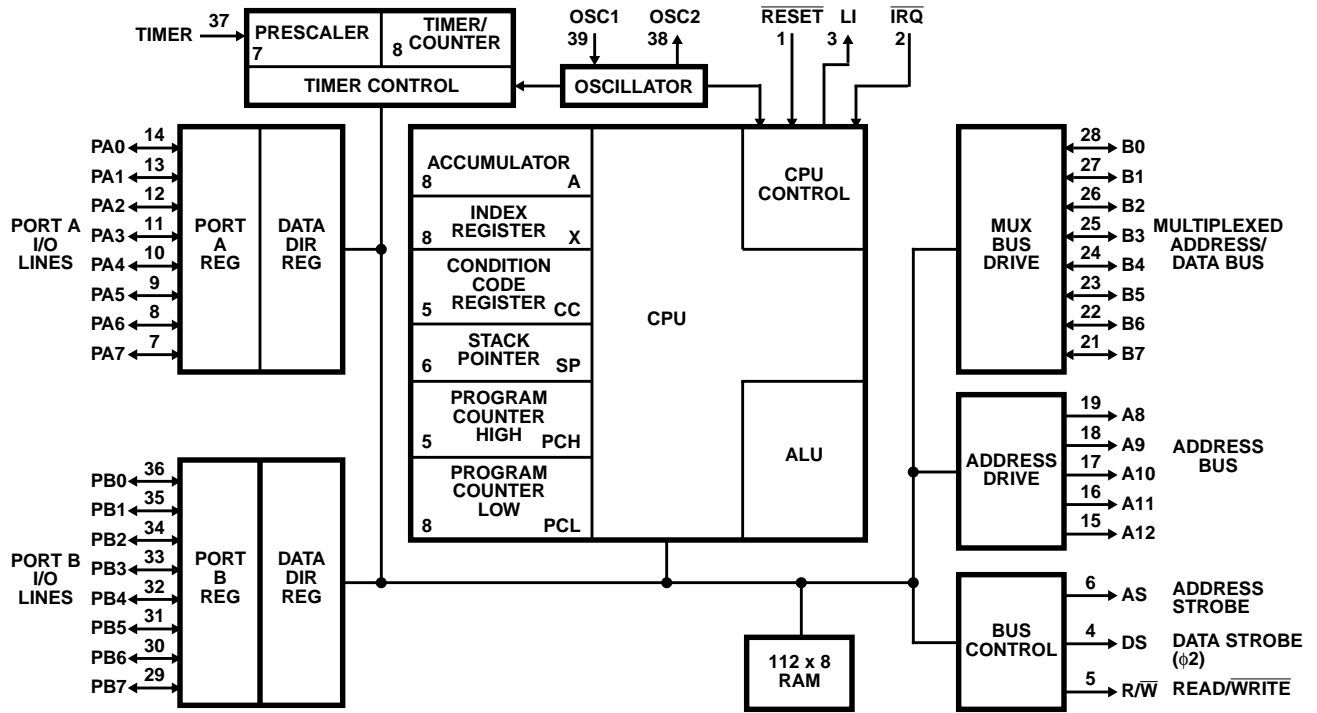 TIMER 37
PRESCALER
7
TIMER/
COUNTER
8
TIMER CONTROL
OSC1
39
OSC2
38
OSCILLATOR
RESET
1
LI
3
IRQ
2
PORT A
I/O
LINES
PA0 14
PA1 13
PA2 12
PA3 11
PA4 10
PA5 9
PA6 8
PA7 7
PORT
A
REG
DATA
DIR
REG
ACCUMULATOR
8 A
INDEX
REGISTER
8 X
CONDITION
CODE
REGISTER
5 CC
STACK
POINTER
6 SP
PROGRAM
COUNTER
HIGH
5 PCH
PROGRAM
COUNTER
LOW
8 PCL
CPU
CPU
CONTROL
ALU
MUX
BUS
DRIVE
28 B0
27 B1
26 B2
25 B3
24 B4
23 B5
22 B6
21 B7
MULTIPLEXED
ADDRESS/
DATA BUS
ADDRESS
DRIVE
19 A8
18 A9
17 A10
16 A11
15 A12
ADDRESS
BUS
PORT B
I/O
LINES
PB0 36
PB1 35
PB2 34
PB3 33
PB4 32
PB5 31
PB6 30
PB7 29
PORT
B
REG
DATA
DIR
REG
112 x 8
RAM
BUS
CONTROL
6 AS ADDRESS
STROBE
4 DS DATA STROBE
(ϕ2)
5 R/W READ/WRITE